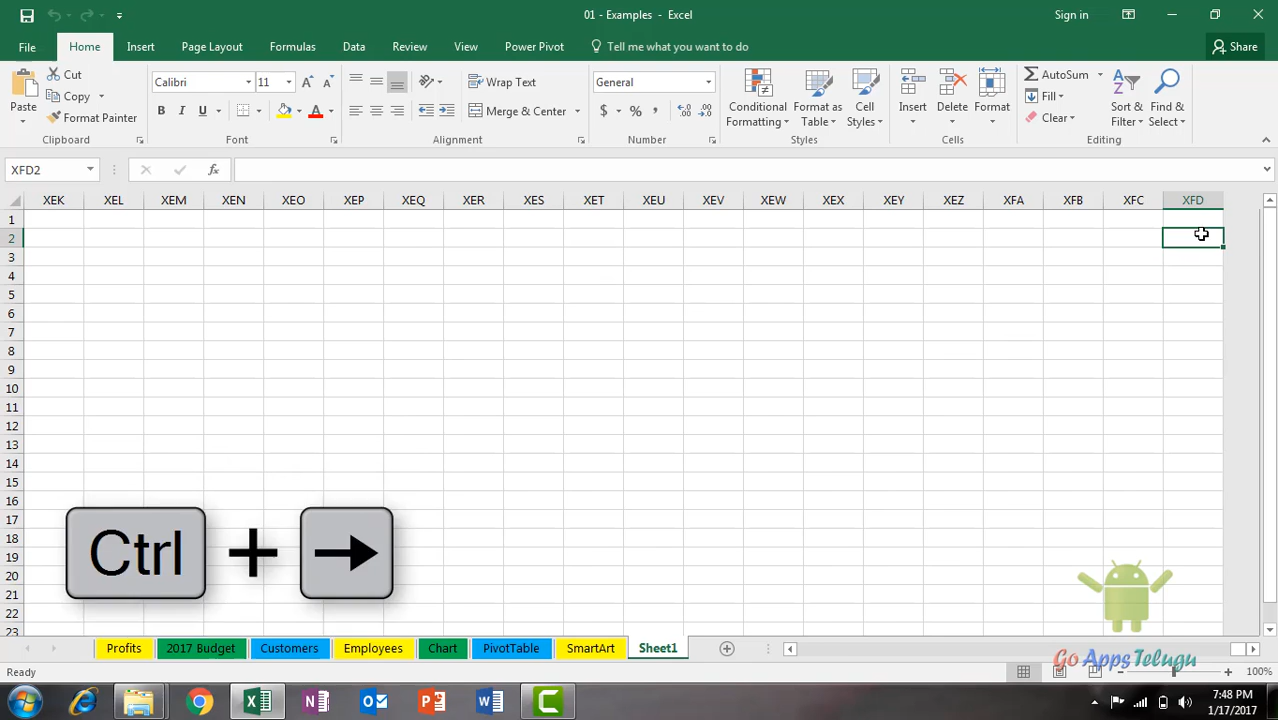 01 - Examples - Excel
Sign in
File Home Insert Page Layout Formulas Data Review View Power Pivot Tell me what you want to do Share
Paste
Cut
Copy
Format Painter
Clipboard
Calibri 11
B I U
Font
Wrap Text
Merge & Center
Alignment
General
$ % ,
Number
Conditional Formatting
Format as Table
Cell Styles
Styles
Insert Delete Format
Cells
AutoSum
Fill
Clear
Sort & Filter
Find & Select
Editing
XFD2 fx
XEK XEL XEM XEN XEO XEP XEQ XER XES XET XEU XEV XEW XEX XEY XEZ XFA XFB XFC XFD
1
2
3
4
5
6
7
8
9
10
11
12
13
14
15
16
17
18
19
20
21
22
23
Ctrl + →
Go Apps Telugu
Profits 2017 Budget Customers Employees Chart PivotTable SmartArt Sheet1
Ready
100%
7:48 PM
1/17/2017